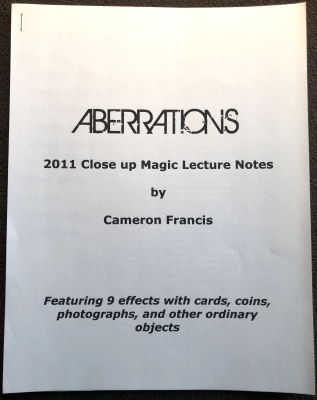 ABERRATIONS
2011 Close up Magic Lecture Notes
by
Cameron Francis
Featuring 9 effects with cards, coins,
photographs, and other ordinary
objects